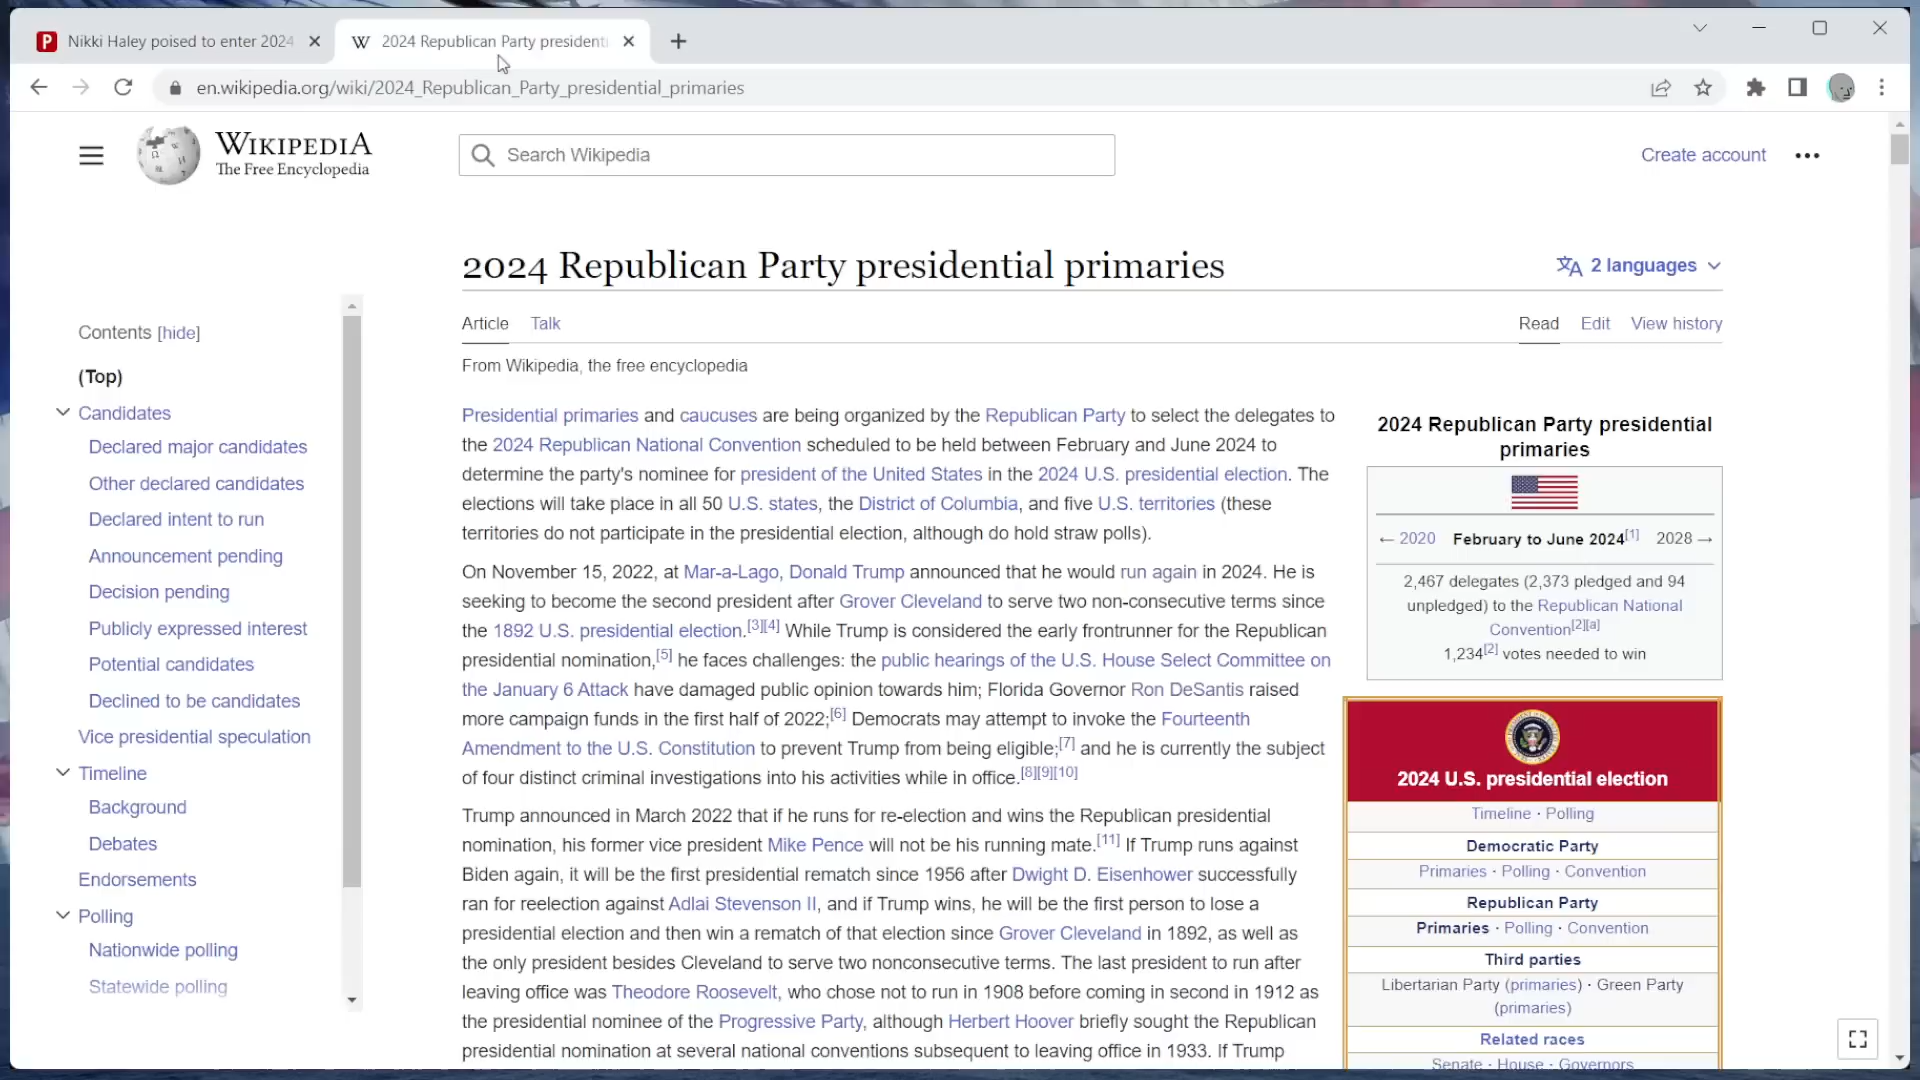 Nikki Haley poised to enter 2024
2024 Republican Party president
en.wikipedia.org/wiki/2024_Republican_Party_presidential_primaries
WIKIPEDIA
The Free Encyclopedia
Search Wikipedia
Create account
2024 Republican Party presidential primaries
2 languages
Article Talk
Read Edit View history
From Wikipedia, the free encyclopedia
Contents [hide]
(Top)
Candidates
Declared major candidates
Other declared candidates
Declared intent to run
Announcement pending
Decision pending
Publicly expressed interest
Potential candidates
Declined to be candidates
Vice presidential speculation
Timeline
Background
Debates
Endorsements
Polling
Nationwide polling
Statewide polling
Presidential primaries and caucuses are being organized by the Republican Party to select the delegates to
the 2024 Republican National Convention scheduled to be held between February and June 2024 to
determine the party's nominee for president of the United States in the 2024 U.S. presidential election. The
elections will take place in all 50 U.S. states, the District of Columbia, and five U.S. territories (these
territories do not participate in the presidential election, although do hold straw polls).
On November 15, 2022, at Mar-a-Lago, Donald Trump announced that he would run again in 2024. He is
seeking to become the second president after Grover Cleveland to serve two non-consecutive terms since
the 1892 U.S. presidential election.[3][4] While Trump is considered the early frontrunner for the Republican
presidential nomination,[5] he faces challenges: the public hearings of the U.S. House Select Committee on
the January 6 Attack have damaged public opinion towards him; Florida Governor Ron DeSantis raised
more campaign funds in the first half of 2022;[6] Democrats may attempt to invoke the Fourteenth
Amendment to the U.S. Constitution to prevent Trump from being eligible;[7] and he is currently the subject
of four distinct criminal investigations into his activities while in office.[8][9][10]
Trump announced in March 2022 that if he runs for re-election and wins the Republican presidential
nomination, his former vice president Mike Pence will not be his running mate.[11] If Trump runs against
Biden again, it will be the first presidential rematch since 1956 after Dwight D. Eisenhower successfully
ran for reelection against Adlai Stevenson II, and if Trump wins, he will be the first person to lose a
presidential election and then win a rematch of that election since Grover Cleveland in 1892, as well as
the only president besides Cleveland to serve two nonconsecutive terms. The last president to run after
leaving office was Theodore Roosevelt, who chose not to run in 1908 before coming in second in 1912 as
the presidential nominee of the Progressive Party, although Herbert Hoover briefly sought the Republican
presidential nomination at several national conventions subsequent to leaving office in 1933. If Trump
2024 Republican Party presidential
primaries
← 2020 February to June 2024[1] 2028 →
2,467 delegates (2,373 pledged and 94
unpledged) to the Republican National
Convention[2][a]
1,234[2] votes needed to win
2024 U.S. presidential election
Timeline · Polling
Democratic Party
Primaries · Polling · Convention
Republican Party
Primaries · Polling · Convention
Third parties
Libertarian Party (primaries) · Green Party
(primaries)
Related races
Senate · House · Governors